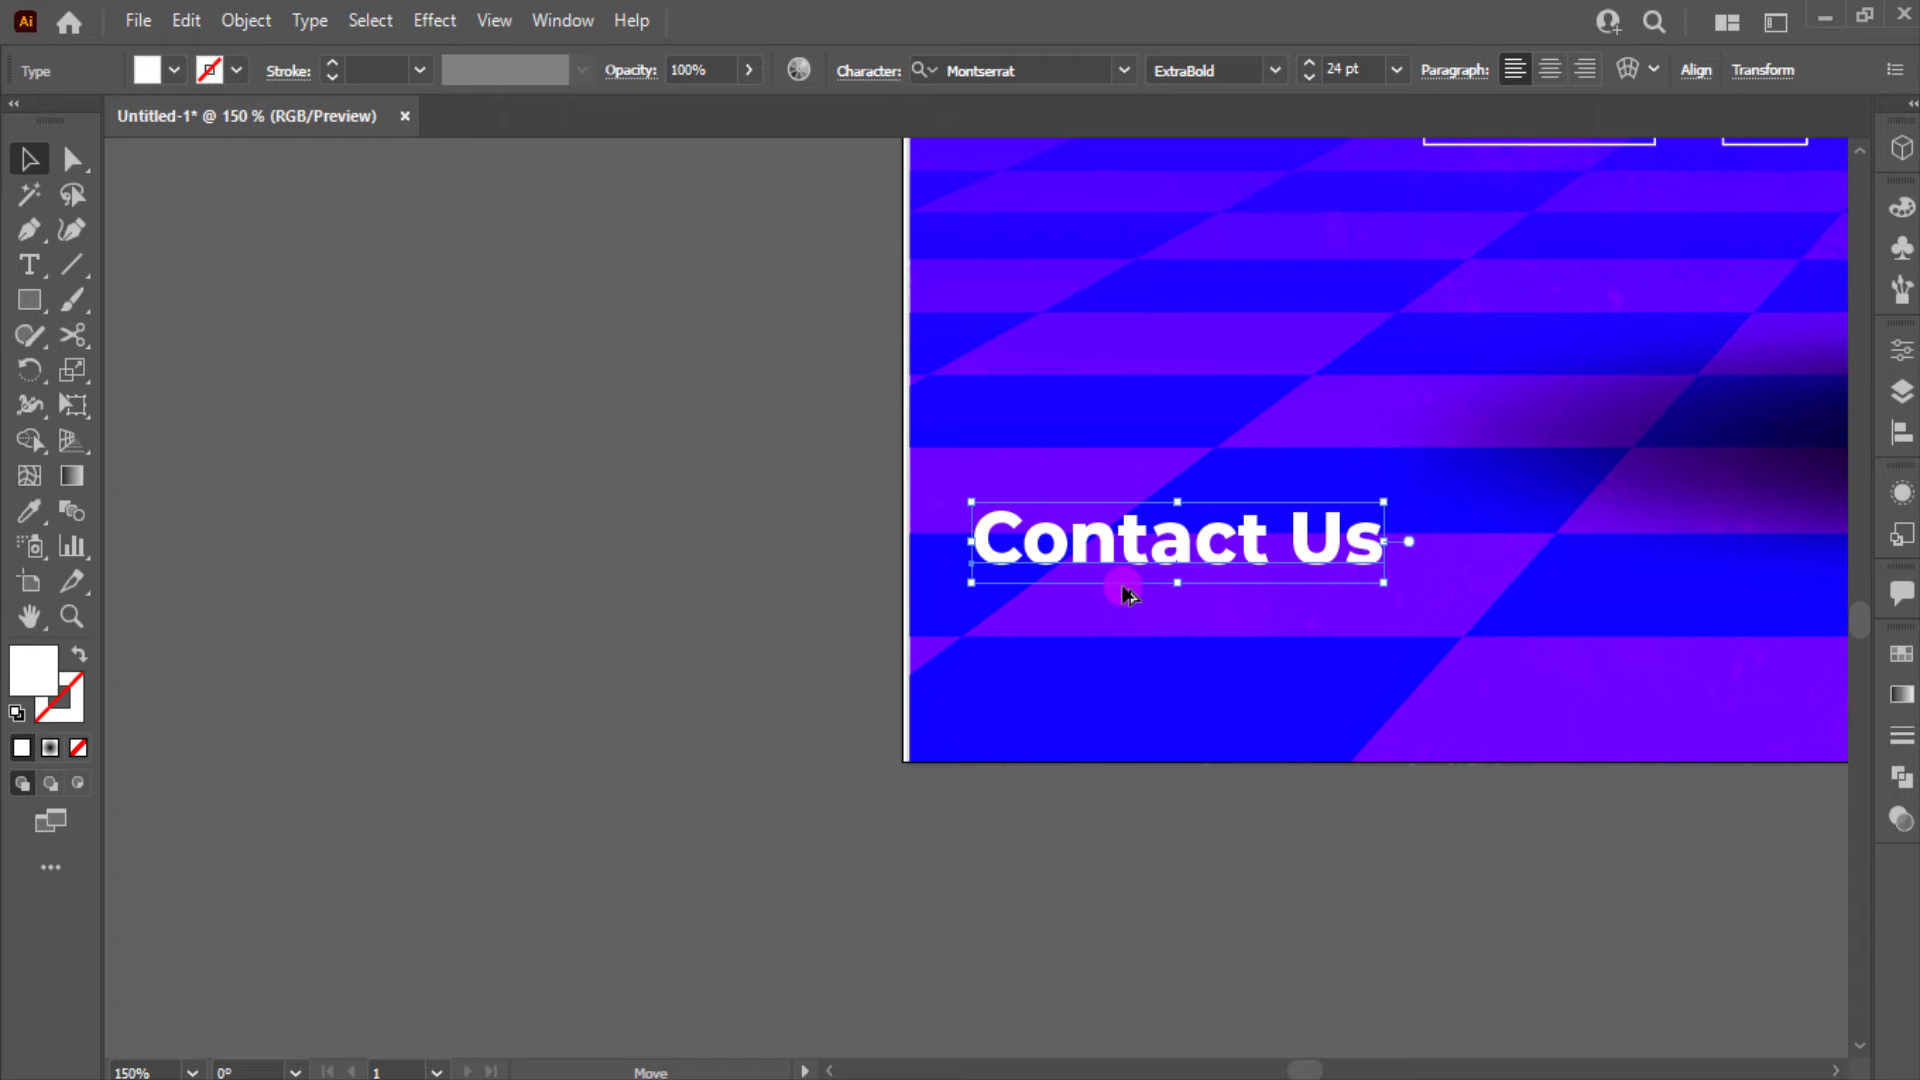 Ai File Edit Object Type Select Effect View Window Help
Type Stroke: Opacity: 100% Character: Montserrat ExtraBold 24 pt Paragraph: Align Transform
Untitled-1* @ 150 % (RGB/Preview) ×
Contact Us
150% 0° 1 Move